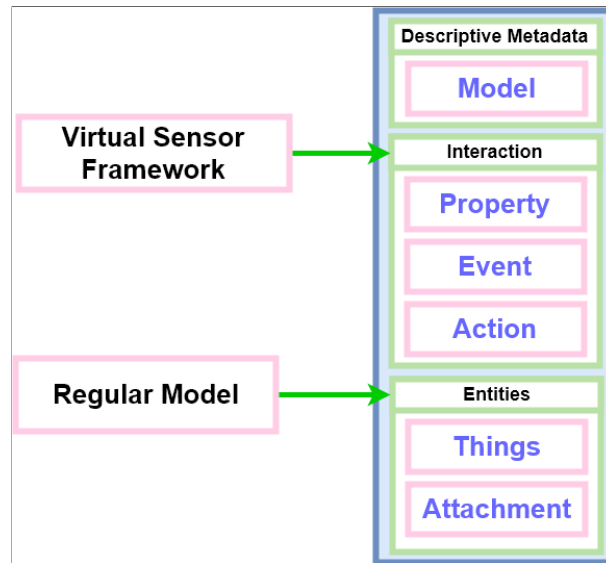 Descriptive Metadata
Model
Virtual Sensor
Framework
Interaction
Property
Event
Action
Regular Model
Entities
Things
Attachment